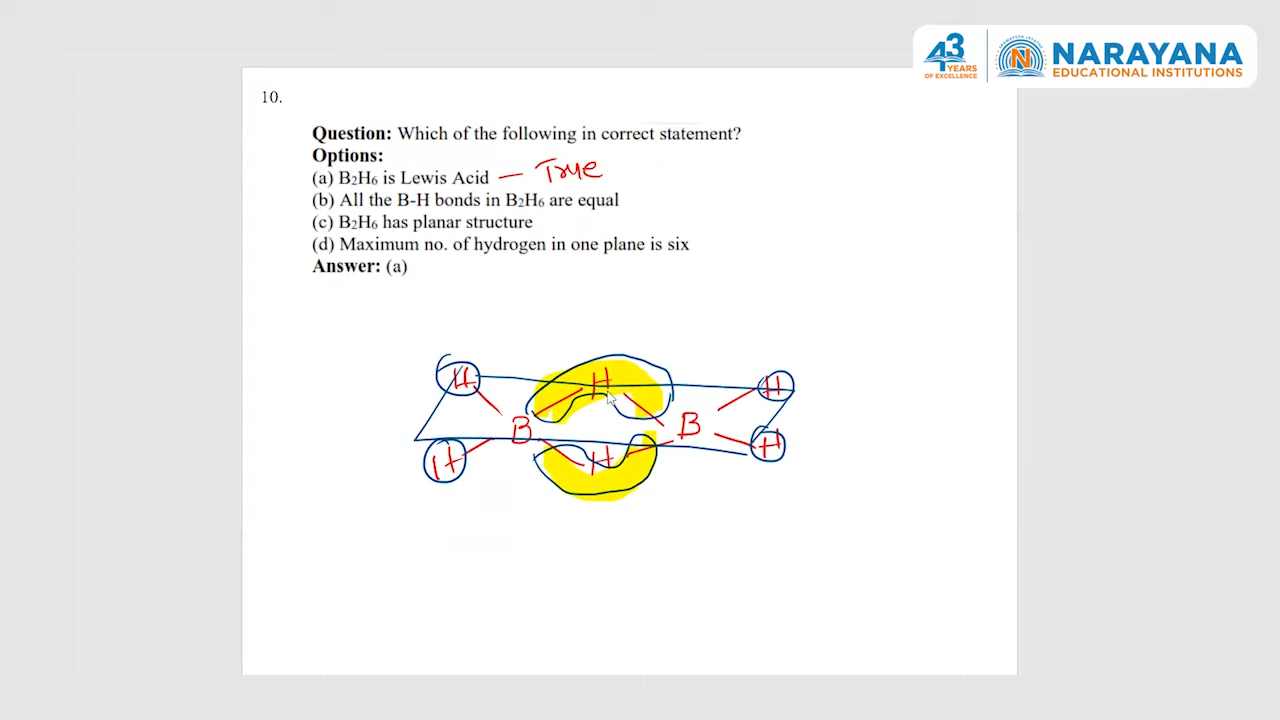 43
YEARS
OF EXCELLENCE
N
NARAYANA
EDUCATIONAL INSTITUTIONS
10.
Question: Which of the following in correct statement?
Options:
(a) B₂H₆ is Lewis Acid — True
(b) All the B-H bonds in B₂H₆ are equal
(c) B₂H₆ has planar structure
(d) Maximum no. of hydrogen in one plane is six
Answer: (a)
H H H
B B
H H H